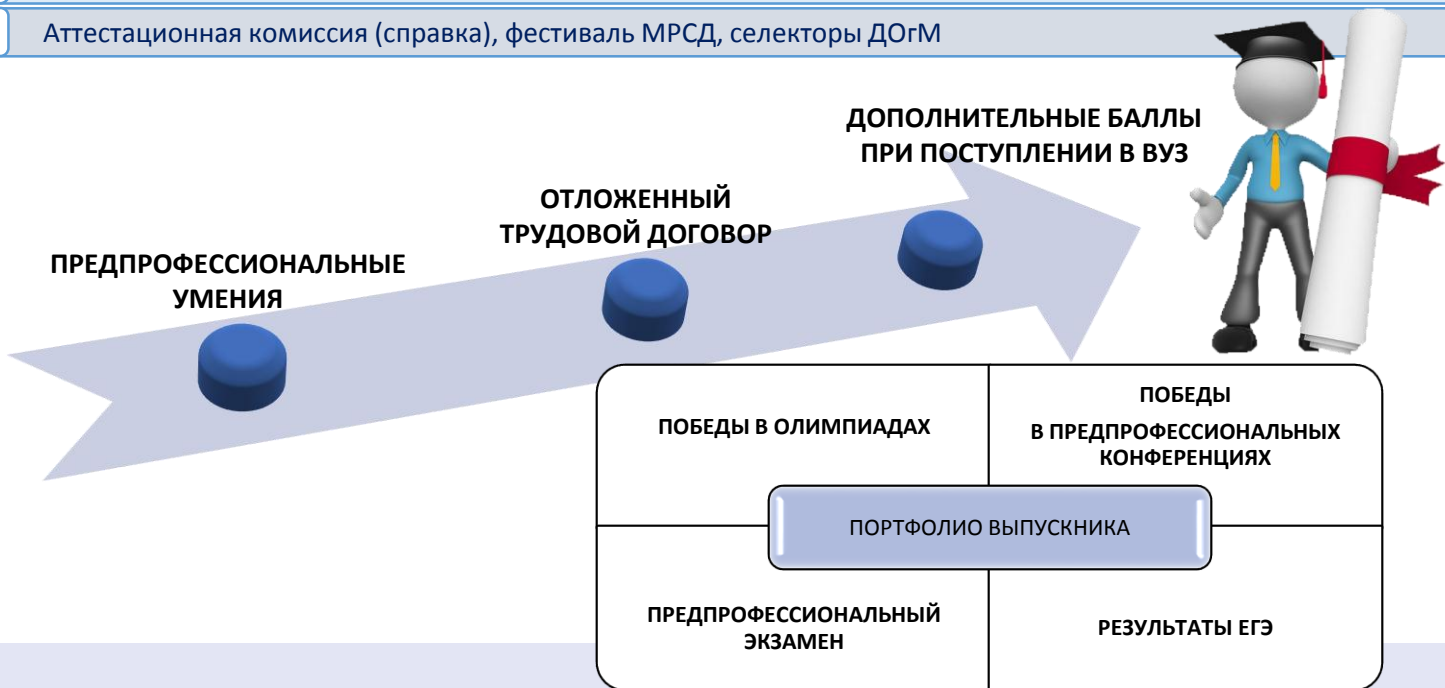 Аттестационная комиссия (справка), фестиваль МРСД, селекторы ДОгМ
ДОПОЛНИТЕЛЬНЫЕ БАЛЛЫ
ПРИ ПОСТУПЛЕНИИ В ВУЗ
ОТЛОЖЕННЫЙ
ТРУДОВОЙ ДОГОВОР
ПРЕДПРОФЕССИОНАЛЬНЫЕ
УМЕНИЯ
ПОБЕДЫ В ОЛИМПИАДАХ
ПОБЕДЫ
В ПРЕДПРОФЕССИОНАЛЬНЫХ
КОНФЕРЕНЦИЯХ
ПОРТФОЛИО ВЫПУСКНИКА
ПРЕДПРОФЕССИОНАЛЬНЫЙ
ЭКЗАМЕН
РЕЗУЛЬТАТЫ ЕГЭ